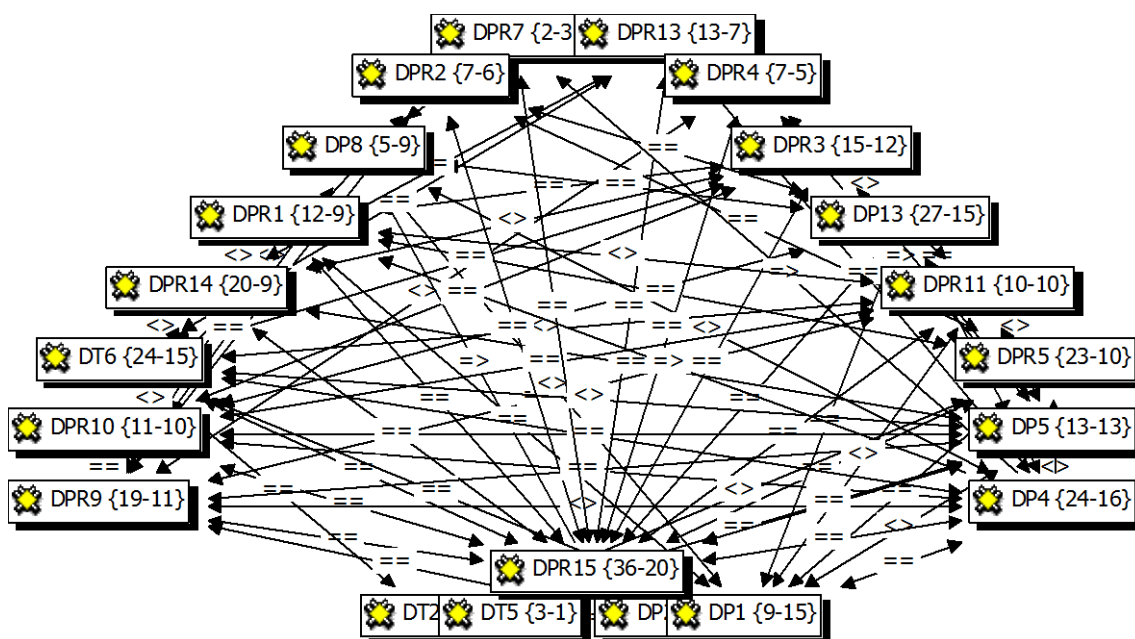 DPR7 {2-3 DPR13 {13-7}
DPR2 {7-6} DPR4 {7-5}
DP8 {5-9} DPR3 {15-12}
== == <>
== == ==
DPR1 {12-9} DP13 {27-15}
<> ==
<> <> == <> => == => ==
DPR14 {20-9} DPR11 {10-10}
<> == == ==
== ==
<> == == <> == <> <>
DT6 {24-15} DPR5 {23-10}
=> == == => ==
<> == <> == ==
DPR10 {11-10} DP5 {13-13}
== == == ==
== == == == <> <>
DPR9 {19-11} DP4 {24-16}
== == == <> <> ==
== <>
== == ==
== ==
DPR15 {36-20}
DT2 DT5 {3-1} DP DP1 {9-15}